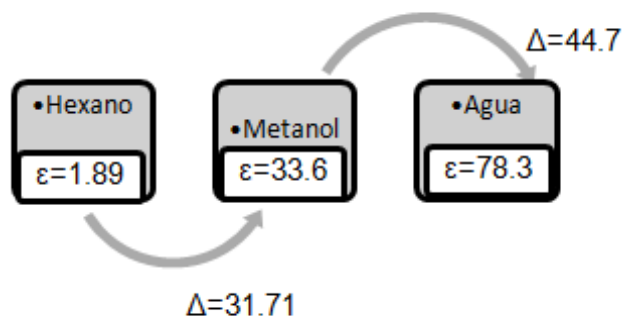 Δ=44.7
•Hexano
•Metanol
•Agua
ε=1.89
ε=33.6
ε=78.3
Δ=31.71